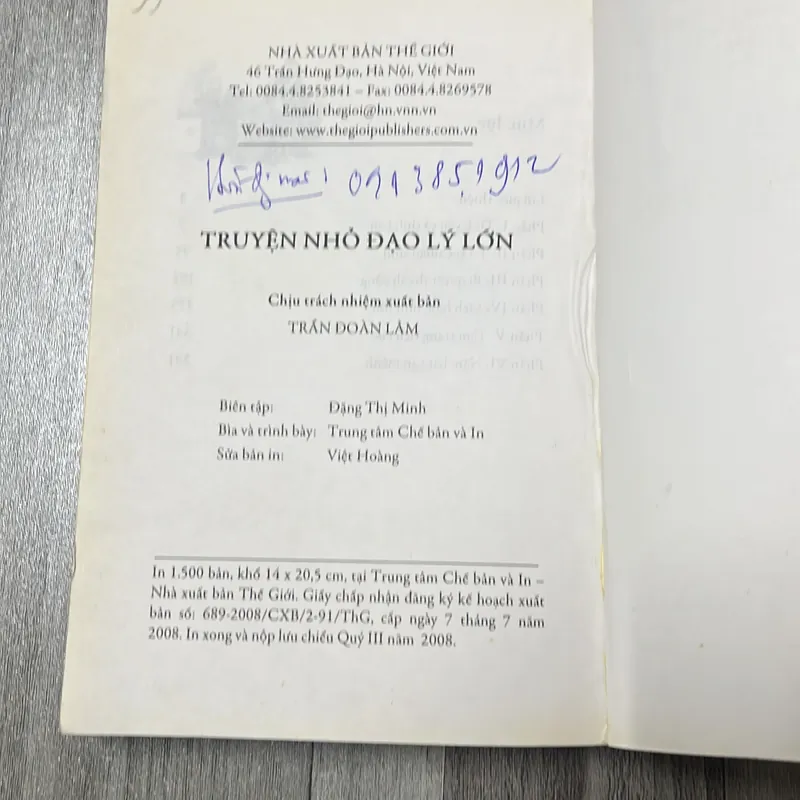 NHÀ XUẤT BẢN THẾ GIỚI
46 Trần Hưng Đạo, Hà Nội, Việt Nam
Tel: 0084.4.8253841 – Fax: 0084.4.8269578
Email: thegioi@hn.vnn.vn
Website: www.thegioipublishers.com.vn
0913851912
TRUYỆN NHỎ ĐẠO LÝ LỚN
Chịu trách nhiệm xuất bản
TRẦN ĐOÀN LÂM
Biên tập: Đặng Thị Minh
Bìa và trình bày: Trung tâm Chế bản và In
Sửa bản in: Việt Hoàng
In 1.500 bản, khổ 14 x 20,5 cm, tại Trung tâm Chế bản và In –
Nhà xuất bản Thế Giới. Giấy chấp nhận đăng ký kế hoạch xuất
bản số: 689-2008/CXB/2-91/ThG, cấp ngày 7 tháng 7 năm
2008. In xong và nộp lưu chiểu Quý III năm 2008.